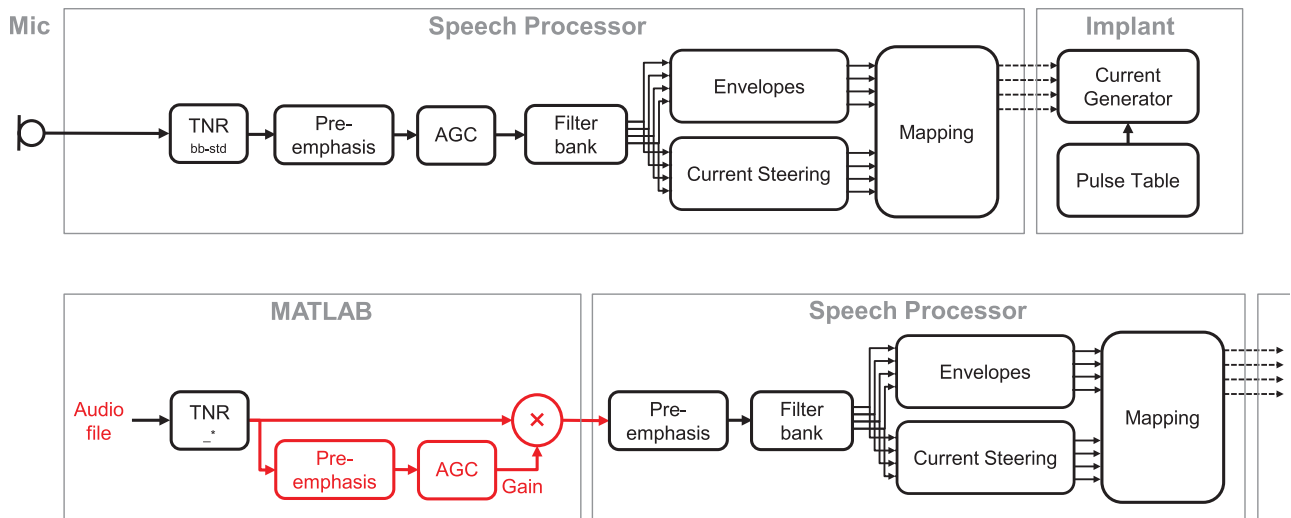 Mic
Speech Processor
Implant
TNR
bb-std
Pre-
emphasis
AGC
Filter
bank
Envelopes
Current Steering
Mapping
Current
Generator
Pulse Table
MATLAB
Speech Processor
Audio
file
TNR
_*
×
Pre-
emphasis
AGC
Gain
Pre-
emphasis
Filter
bank
Envelopes
Current Steering
Mapping